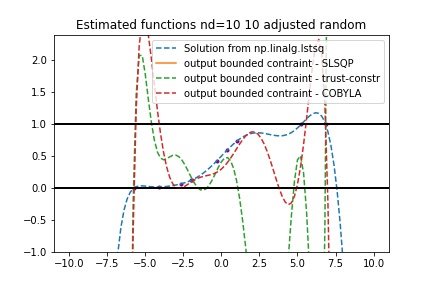 Estimated functions nd=10 10 adjusted random
Solution from np.linalg.lstsq
output bounded contraint - SLSQP
output bounded contraint - trust-constr
output bounded contraint - COBYLA
2.0
1.5
1.0
0.5
0.0
−0.5
−1.0
−10.0 −7.5 −5.0 −2.5 0.0 2.5 5.0 7.5 10.0